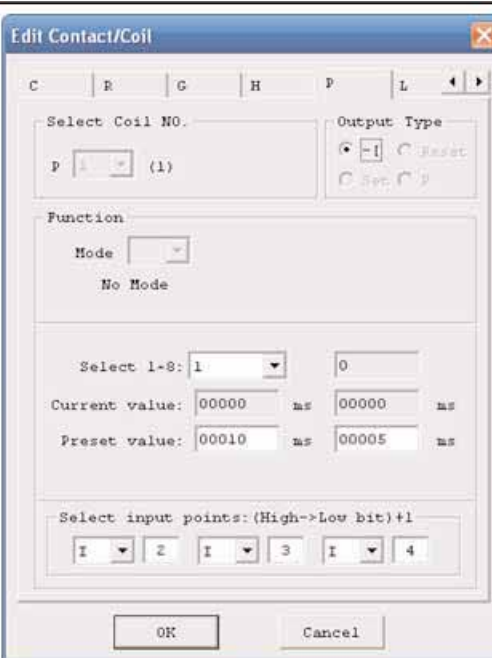 Edit Contact/Coil
C R G H P L
Select Coil NO.
P 1 (1)
Output Type
-[ Reset
Set P
Function
Mode
No Mode
Select 1-8: 1 0
Current value: 00000 ms 00000 ms
Preset value: 00010 ms 00005 ms
Select input points:(High->Low bit)+1
I 2 I 3 I 4
OK Cancel